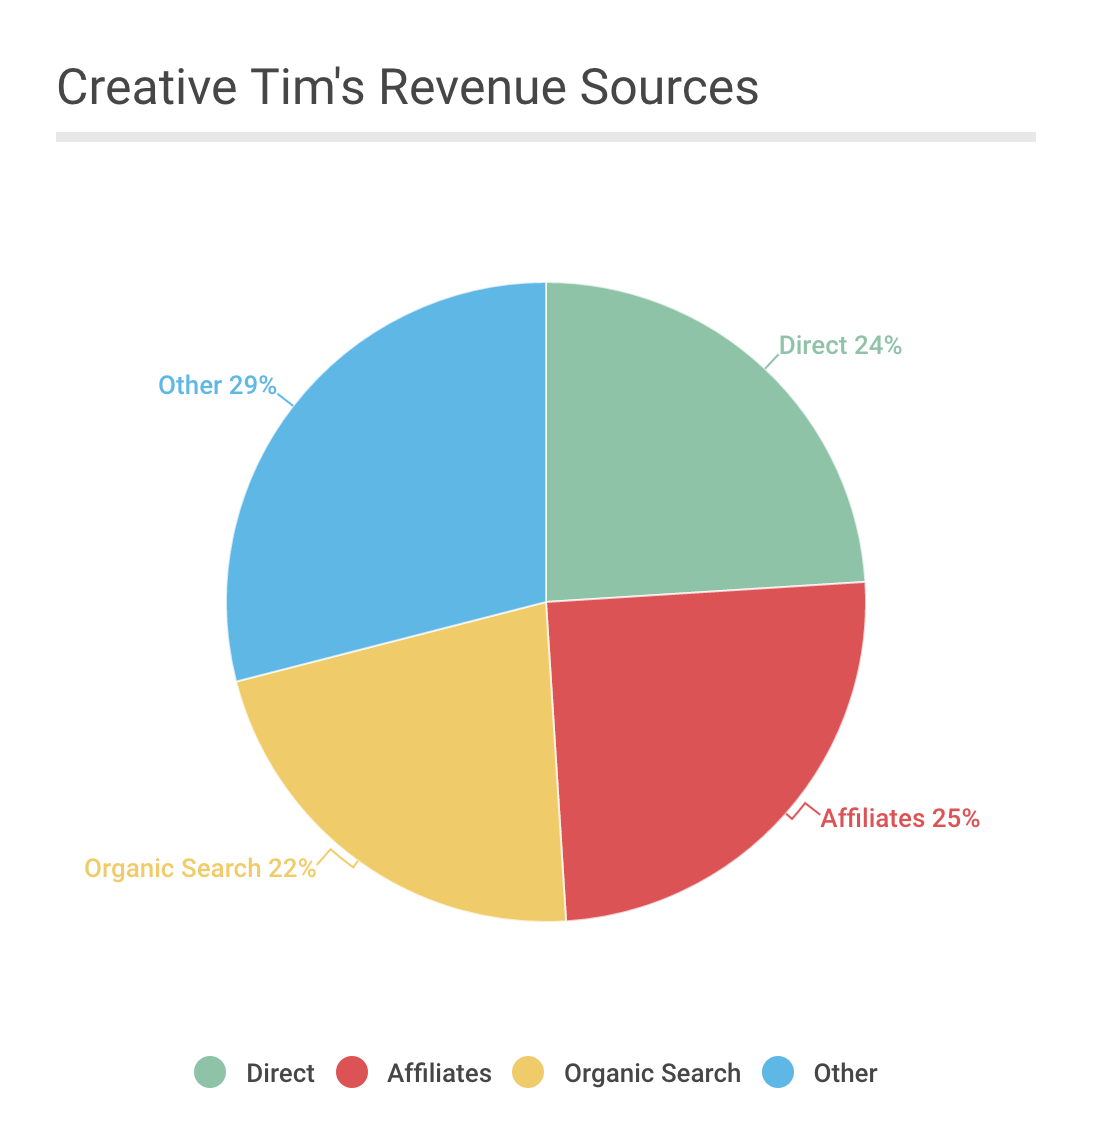 Creative Tim's Revenue Sources
Direct 24%
Other 29%
Affiliates 25%
Organic Search 22%
Direct Affiliates Organic Search Other